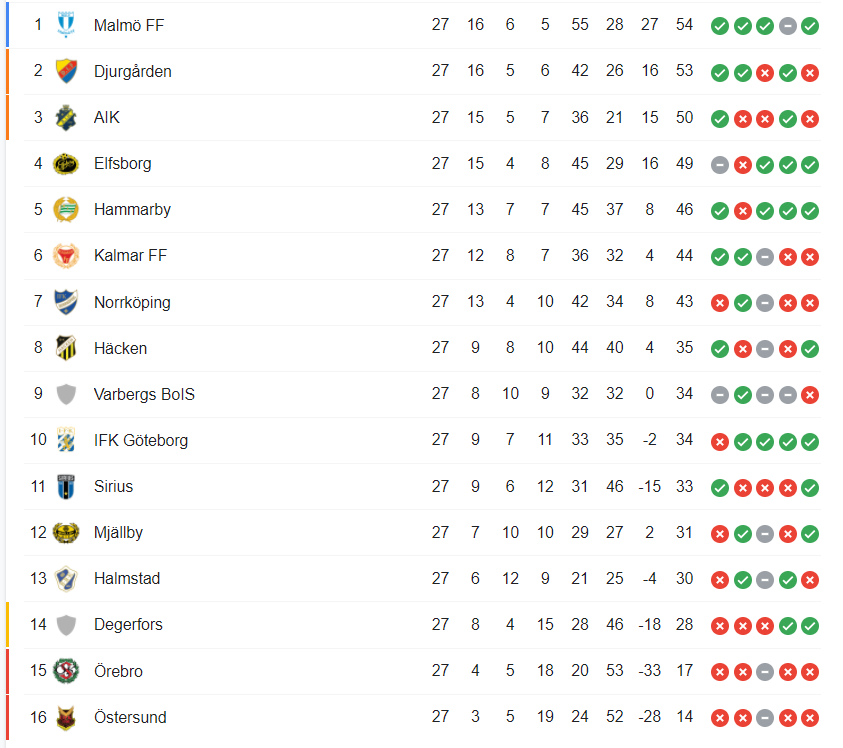 1 Malmö FF 27 16 6 5 55 28 27 54
2 Djurgården 27 16 5 6 42 26 16 53
3 AIK 27 15 5 7 36 21 15 50
4 Elfsborg 27 15 4 8 45 29 16 49
5 Hammarby 27 13 7 7 45 37 8 46
6 Kalmar FF 27 12 8 7 36 32 4 44
7 Norrköping 27 13 4 10 42 34 8 43
8 Häcken 27 9 8 10 44 40 4 35
9 Varbergs BoIS 27 8 10 9 32 32 0 34
10 IFK Göteborg 27 9 7 11 33 35 -2 34
11 Sirius 27 9 6 12 31 46 -15 33
12 Mjällby 27 7 10 10 29 27 2 31
13 Halmstad 27 6 12 9 21 25 -4 30
14 Degerfors 27 8 4 15 28 46 -18 28
15 Örebro 27 4 5 18 20 53 -33 17
16 Östersund 27 3 5 19 24 52 -28 14